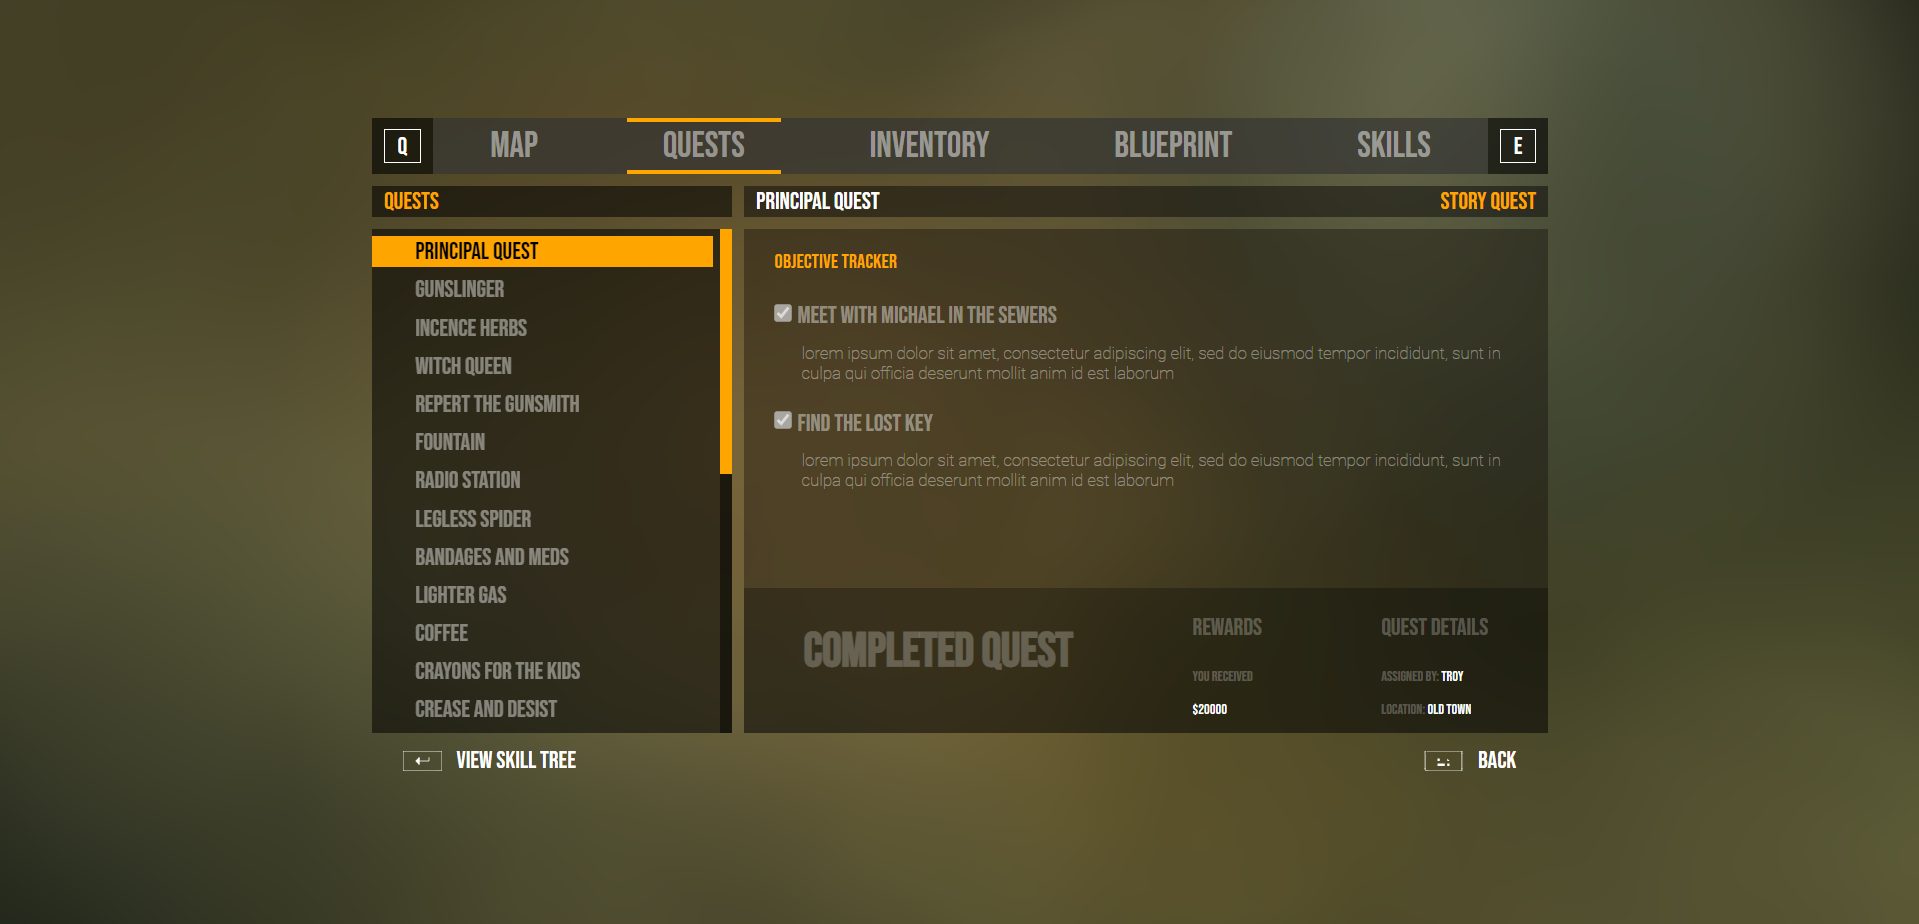 Q
MAP
QUESTS
INVENTORY
BLUEPRINT
SKILLS
E
QUESTS
PRINCIPAL QUEST
GUNSLINGER
INCENCE HERBS
WITCH QUEEN
REPERT THE GUNSMITH
FOUNTAIN
RADIO STATION
LEGLESS SPIDER
BANDAGES AND MEDS
LIGHTER GAS
COFFEE
CRAYONS FOR THE KIDS
CREASE AND DESIST
PRINCIPAL QUEST
STORY QUEST
OBJECTIVE TRACKER
MEET WITH MICHAEL IN THE SEWERS
lorem ipsum dolor sit amet, consectetur adipiscing elit, sed do eiusmod tempor incididunt, sunt in
culpa qui officia deserunt mollit anim id est laborum
FIND THE LOST KEY
lorem ipsum dolor sit amet, consectetur adipiscing elit, sed do eiusmod tempor incididunt, sunt in
culpa qui officia deserunt mollit anim id est laborum
COMPLETED QUEST
REWARDS
YOU RECEIVED
$20000
QUEST DETAILS
ASSIGNED BY: TROY
LOCATION: OLD TOWN
VIEW SKILL TREE
BACK